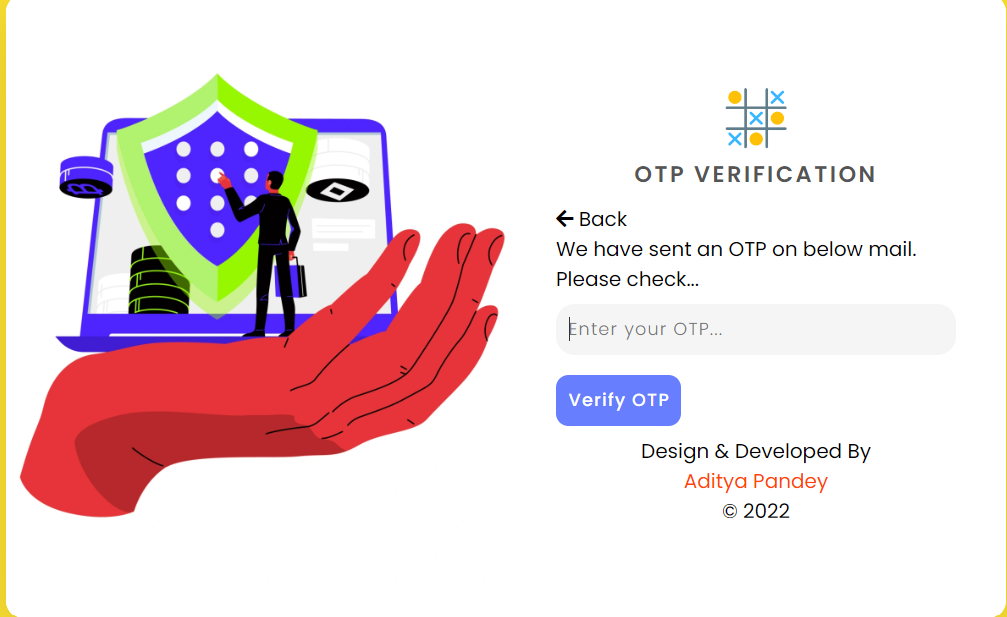 OTP VERIFICATION
Back
We have sent an OTP on below mail.
Please check...
Enter your OTP...
Verify OTP
Design & Developed By
Aditya Pandey
© 2022